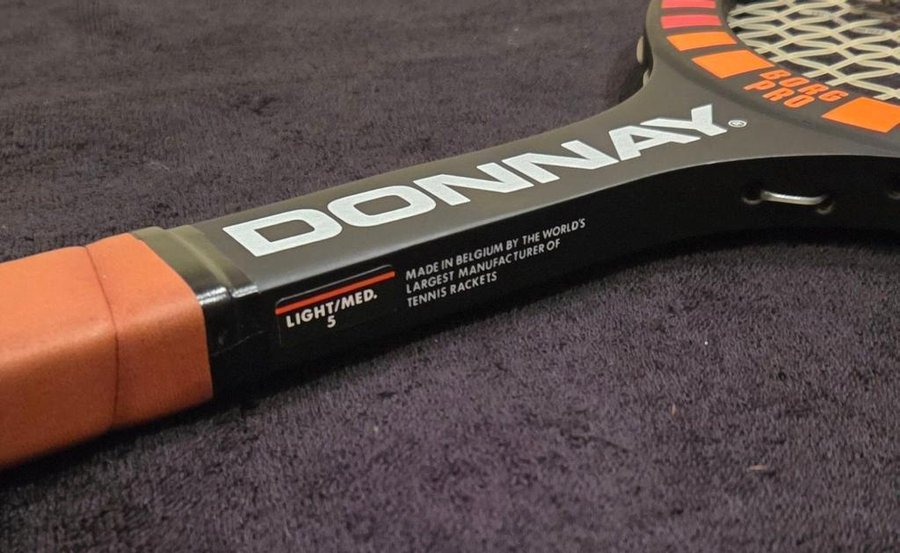 BORG
PRO
DONNAY®
MADE IN BELGIUM BY THE WORLD'S
LARGEST MANUFACTURER OF
TENNIS RACKETS
LIGHT/MED.
5